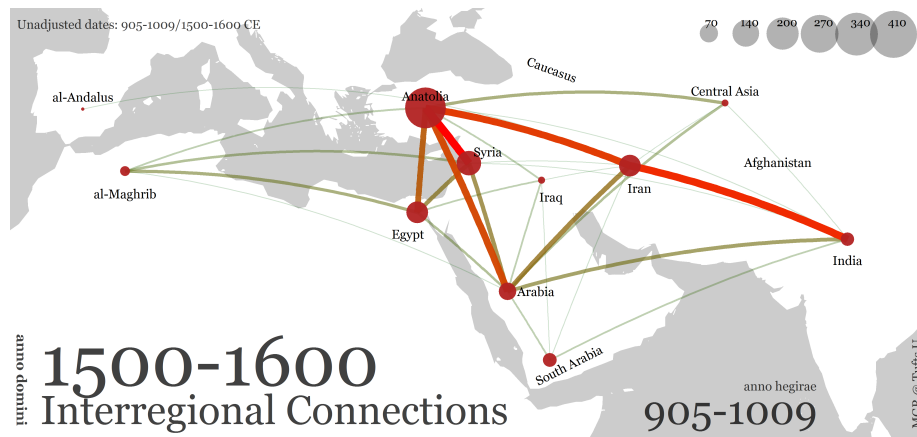 Unadjusted dates: 905-1009/1500-1600 CE
70 140 200 270 340 410
Caucasus
Central Asia
al-Andalus
Anatolia
Syria
Afghanistan
al-Maghrib
Iraq
Iran
Egypt
India
Arabia
South Arabia
anno domini
1500-1600
Interregional Connections
anno hegirae
905-1009